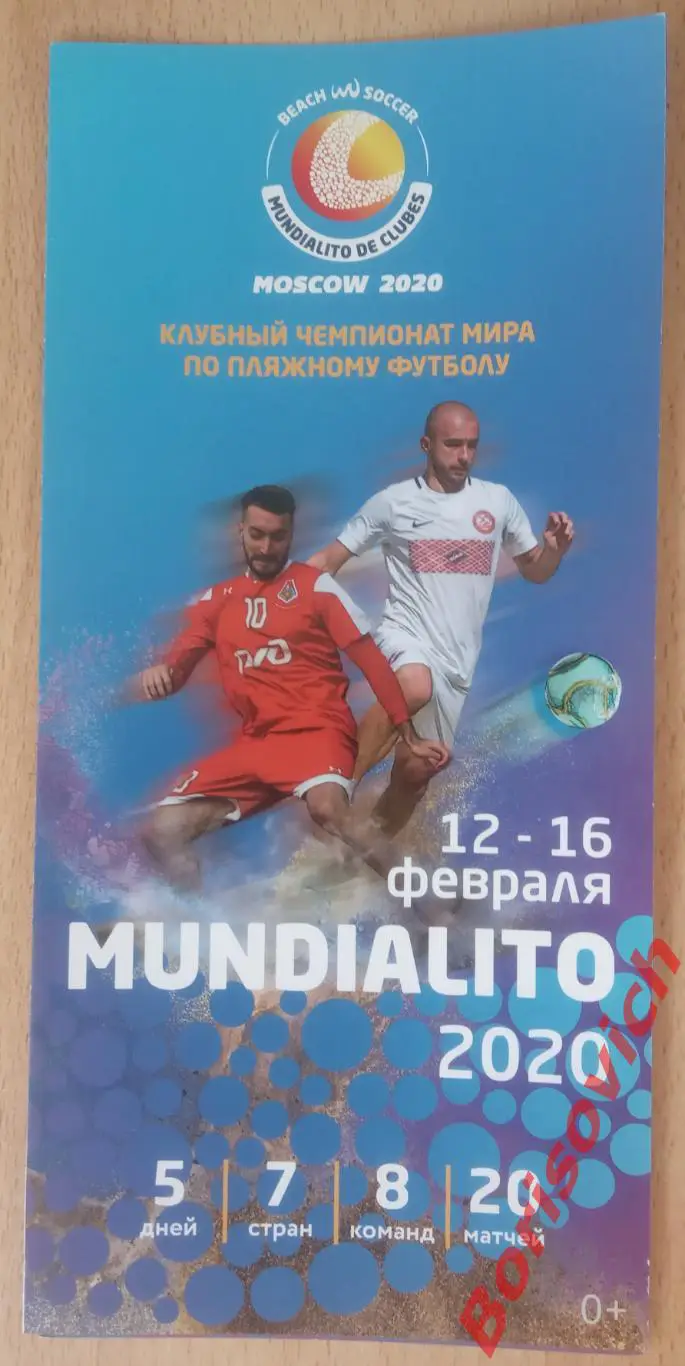 BEACH SOCCER
MUNDIALITO DE CLUBES
MOSCOW 2020
КЛУБНЫЙ ЧЕМПИОНАТ МИРА
ПО ПЛЯЖНОМУ ФУТБОЛУ
10
РЖД
12 - 16
февраля
MUNDIALITO
2020
5 7 8 20
дней стран команд матчей
0+
Borisovich